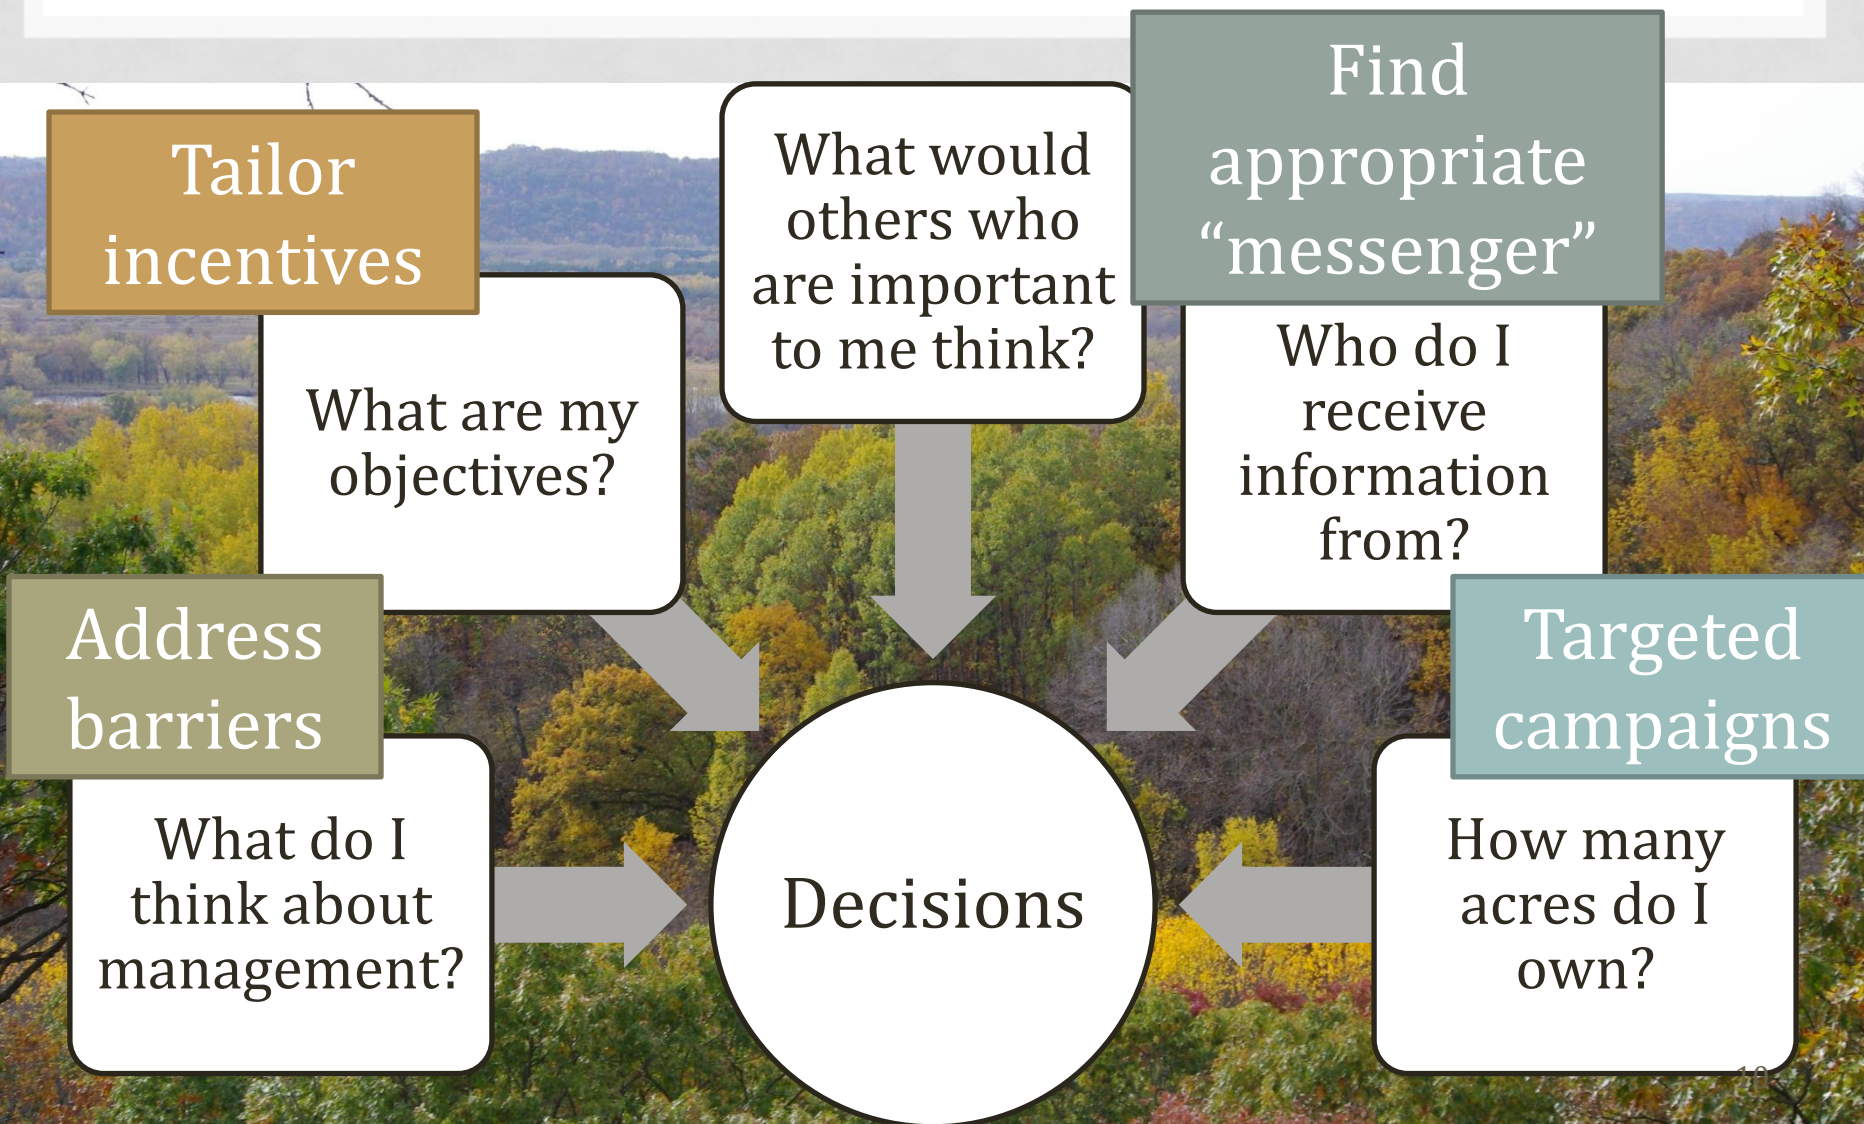 Tailor
incentives
What are my
objectives?
What would
others who
are important
to me think?
Find
appropriate
“messenger”
Who do I
receive
information
from?
Address
barriers
What do I
think about
management?
Decisions
Targeted
campaigns
How many
acres do I
own?
10